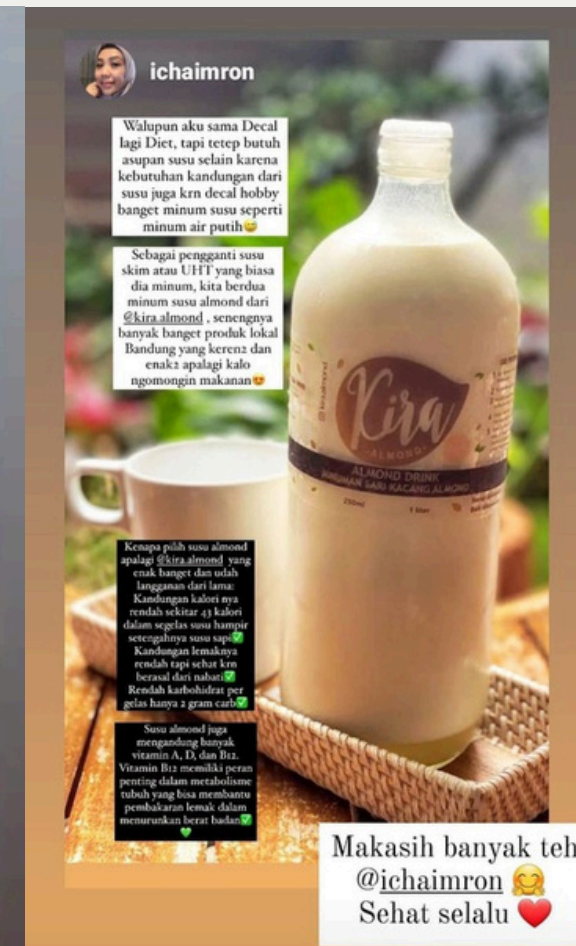 ichaimron
Walupun aku sama Decal
lagi Diet, tapi tetep butuh
asupan susu selain karena
kebutuhan kandungan dari
susu juga krn decal hobby
banget minum susu seperti
minum air putih😅
Sebagai pengganti susu
skim atau UHT yang biasa
dia minum, kita berdua
minum susu almond dari
@kira.almond , senengnya
banyak banget produk lokal
Bandung yang keren2 dan
enak2 apalagi kalo
ngomongin makanan😍
Kira
ALMOND
ALMOND DRINK
MINUMAN SARI KACANG ALMOND
250ml 1 liter
Kenapa pilih susu almond
apalagi @kira.almond yang
enak banget dan udah
langganan dari lama:
Kandungan kalori nya
rendah sekitar 43 kalori
dalam segelas susu hampir
setengahnya susu sapi✅
Kandungan lemaknya
rendah tapi sehat krn
berasal dari nabati✅
Rendah karbohidrat per
gelas hanya 2 gram carb✅
Susu almond juga
mengandung banyak
vitamin A, D, dan B12.
Vitamin B12 memiliki peran
penting dalam metabolisme
tubuh yang bisa membantu
pembakaran lemak dalam
menurunkan berat badan✅
💚
Makasih banyak teh
@ichaimron 🤗
Sehat selalu ❤️